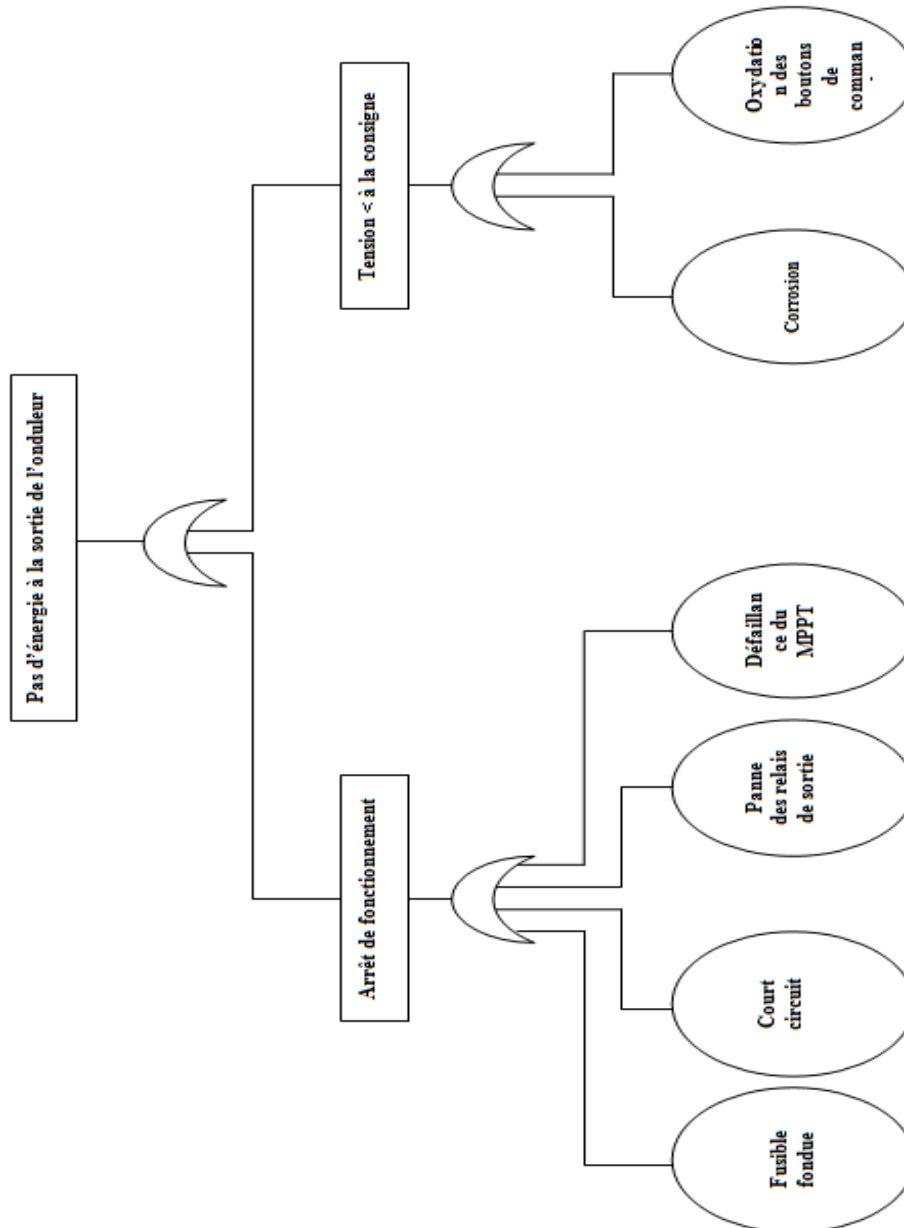 Pas d'énergie à la sortie de l'onduleur
Arrêt de fonctionnement
Tension < à la consigne
Fusible
fondue
Court
circuit
Panne
des relais
de sortie
Défaillan
ce du
MPPT
Corrosion
Oxydatio
n des
boutons
de
comman
-